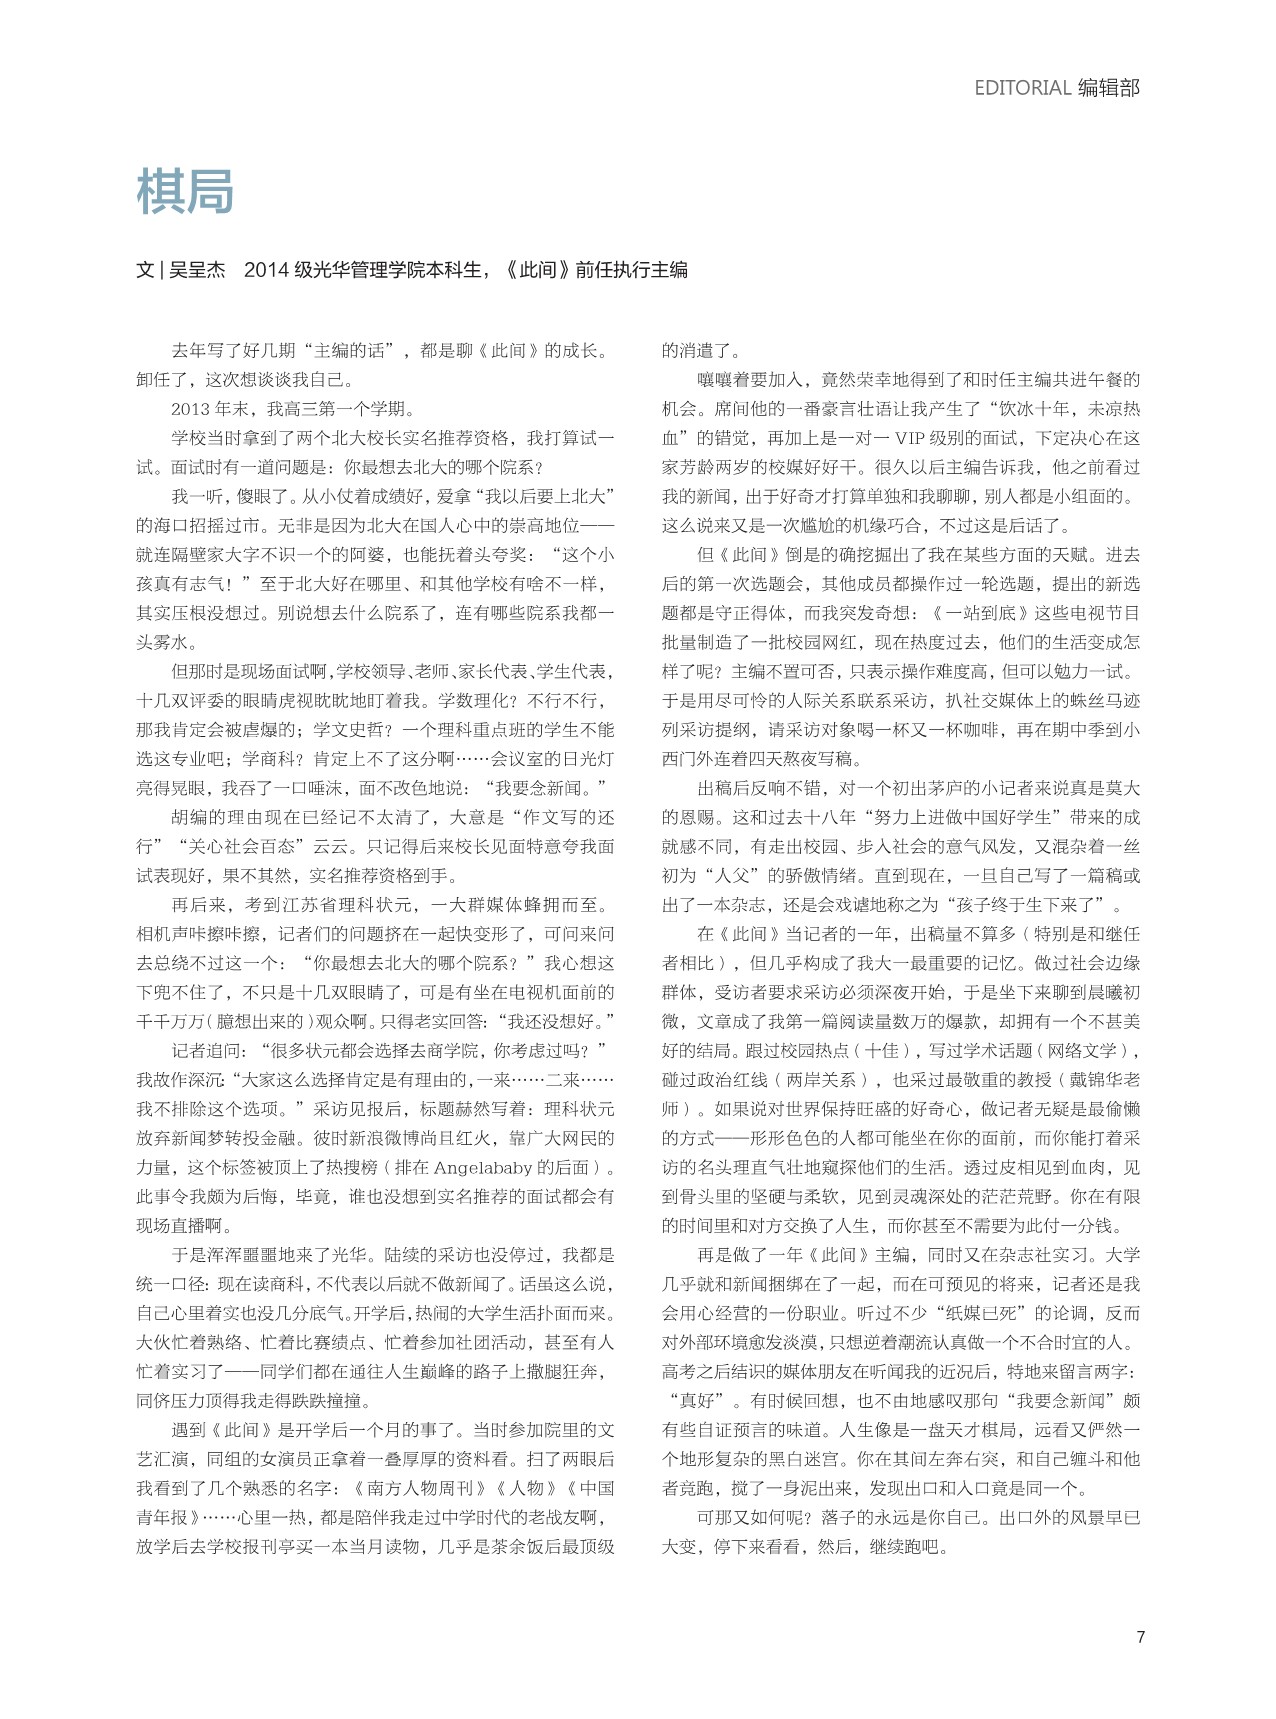 EDITORIAL 编辑部
棋局
文 | 吴呈杰　2014 级光华管理学院本科生，《此间》前任执行主编
去年写了好几期“主编的话”，都是聊《此间》的成长。
卸任了，这次想谈谈我自己。
2013 年末，我高三第一个学期。
学校当时拿到了两个北大校长实名推荐资格，我打算试一
试。面试时有一道问题是：你最想去北大的哪个院系？
我一听，傻眼了。从小仗着成绩好，爱拿“我以后要上北大”
的海口招摇过市。无非是因为北大在国人心中的崇高地位——
就连隔壁家大字不识一个的阿婆，也能抚着头夸奖：“这个小
孩真有志气！”至于北大好在哪里、和其他学校有啥不一样，
其实压根没想过。别说想去什么院系了，连有哪些院系我都一
头雾水。
但那时是现场面试啊，学校领导、老师、家长代表、学生代表，
十几双评委的眼睛虎视眈眈地盯着我。学数理化？不行不行，
那我肯定会被虐爆的；学文史哲？一个理科重点班的学生不能
选这专业吧；学商科？肯定上不了这分啊……会议室的日光灯
亮得晃眼，我吞了一口唾沫，面不改色地说：“我要念新闻。”
胡编的理由现在已经记不太清了，大意是“作文写的还
行”“关心社会百态”云云。只记得后来校长见面特意夸我面
试表现好，果不其然，实名推荐资格到手。
再后来，考到江苏省理科状元，一大群媒体蜂拥而至。
相机声咔擦咔擦，记者们的问题挤在一起快变形了，可问来问
去总绕不过这一个：“你最想去北大的哪个院系？”我心想这
下兜不住了，不只是十几双眼睛了，可是有坐在电视机面前的
千千万万（臆想出来的）观众啊。只得老实回答：“我还没想好。”
记者追问：“很多状元都会选择去商学院，你考虑过吗？”
我故作深沉：“大家这么选择肯定是有理由的，一来……二来……
我不排除这个选项。”采访见报后，标题赫然写着：理科状元
放弃新闻梦转投金融。彼时新浪微博尚且红火，靠广大网民的
力量，这个标签被顶上了热搜榜（排在 Angelababy 的后面）。
此事令我颇为后悔，毕竟，谁也没想到实名推荐的面试都会有
现场直播啊。
于是浑浑噩噩地来了光华。陆续的采访也没停过，我都是
统一口径：现在读商科，不代表以后就不做新闻了。话虽这么说，
自己心里着实也没几分底气。开学后，热闹的大学生活扑面而来。
大伙忙着熟络、忙着比赛绩点、忙着参加社团活动，甚至有人
忙着实习了——同学们都在通往人生巅峰的路子上撒腿狂奔，
同侪压力顶得我走得跌跌撞撞。
遇到《此间》是开学后一个月的事了。当时参加院里的文
艺汇演，同组的女演员正拿着一叠厚厚的资料看。扫了两眼后
我看到了几个熟悉的名字：《南方人物周刊》《人物》《中国
青年报》……心里一热，都是陪伴我走过中学时代的老战友啊，
放学后去学校报刊亭买一本当月读物，几乎是茶余饭后最顶级
的消遣了。
嚷嚷着要加入，竟然荣幸地得到了和时任主编共进午餐的
机会。席间他的一番豪言壮语让我产生了“饮冰十年，未凉热
血”的错觉，再加上是一对一 VIP 级别的面试，下定决心在这
家芳龄两岁的校媒好好干。很久以后主编告诉我，他之前看过
我的新闻，出于好奇才打算单独和我聊聊，别人都是小组面的。
这么说来又是一次尴尬的机缘巧合，不过这是后话了。
但《此间》倒是的确挖掘出了我在某些方面的天赋。进去
后的第一次选题会，其他成员都操作过一轮选题，提出的新选
题都是守正得体，而我突发奇想：《一站到底》这些电视节目
批量制造了一批校园网红，现在热度过去，他们的生活变成怎
样了呢？主编不置可否，只表示操作难度高，但可以勉力一试。
于是用尽可怜的人际关系联系采访，扒社交媒体上的蛛丝马迹
列采访提纲，请采访对象喝一杯又一杯咖啡，再在期中季到小
西门外连着四天熬夜写稿。
出稿后反响不错，对一个初出茅庐的小记者来说真是莫大
的恩赐。这和过去十八年“努力上进做中国好学生”带来的成
就感不同，有走出校园、步入社会的意气风发，又混杂着一丝
初为“人父”的骄傲情绪。直到现在，一旦自己写了一篇稿或
出了一本杂志，还是会戏谑地称之为“孩子终于生下来了”。
在《此间》当记者的一年，出稿量不算多（特别是和继任
者相比），但几乎构成了我大一最重要的记忆。做过社会边缘
群体，受访者要求采访必须深夜开始，于是坐下来聊到晨曦初
微，文章成了我第一篇阅读量数万的爆款，却拥有一个不甚美
好的结局。跟过校园热点（十佳），写过学术话题（网络文学），
碰过政治红线（两岸关系），也采过最敬重的教授（戴锦华老
师）。如果说对世界保持旺盛的好奇心，做记者无疑是最偷懒
的方式——形形色色的人都可能坐在你的面前，而你能打着采
访的名头理直气壮地窥探他们的生活。透过皮相见到血肉，见
到骨头里的坚硬与柔软，见到灵魂深处的茫茫荒野。你在有限
的时间里和对方交换了人生，而你甚至不需要为此付一分钱。
再是做了一年《此间》主编，同时又在杂志社实习。大学
几乎就和新闻捆绑在了一起，而在可预见的将来，记者还是我
会用心经营的一份职业。听过不少“纸媒已死”的论调，反而
对外部环境愈发淡漠，只想逆着潮流认真做一个不合时宜的人。
高考之后结识的媒体朋友在听闻我的近况后，特地来留言两字：
“真好”。有时候回想，也不由地感叹那句“我要念新闻”颇
有些自证预言的味道。人生像是一盘天才棋局，远看又俨然一
个地形复杂的黑白迷宫。你在其间左奔右突，和自己缠斗和他
者竞跑，搅了一身泥出来，发现出口和入口竟是同一个。
可那又如何呢？落子的永远是你自己。出口外的风景早已
大变，停下来看看，然后，继续跑吧。
7